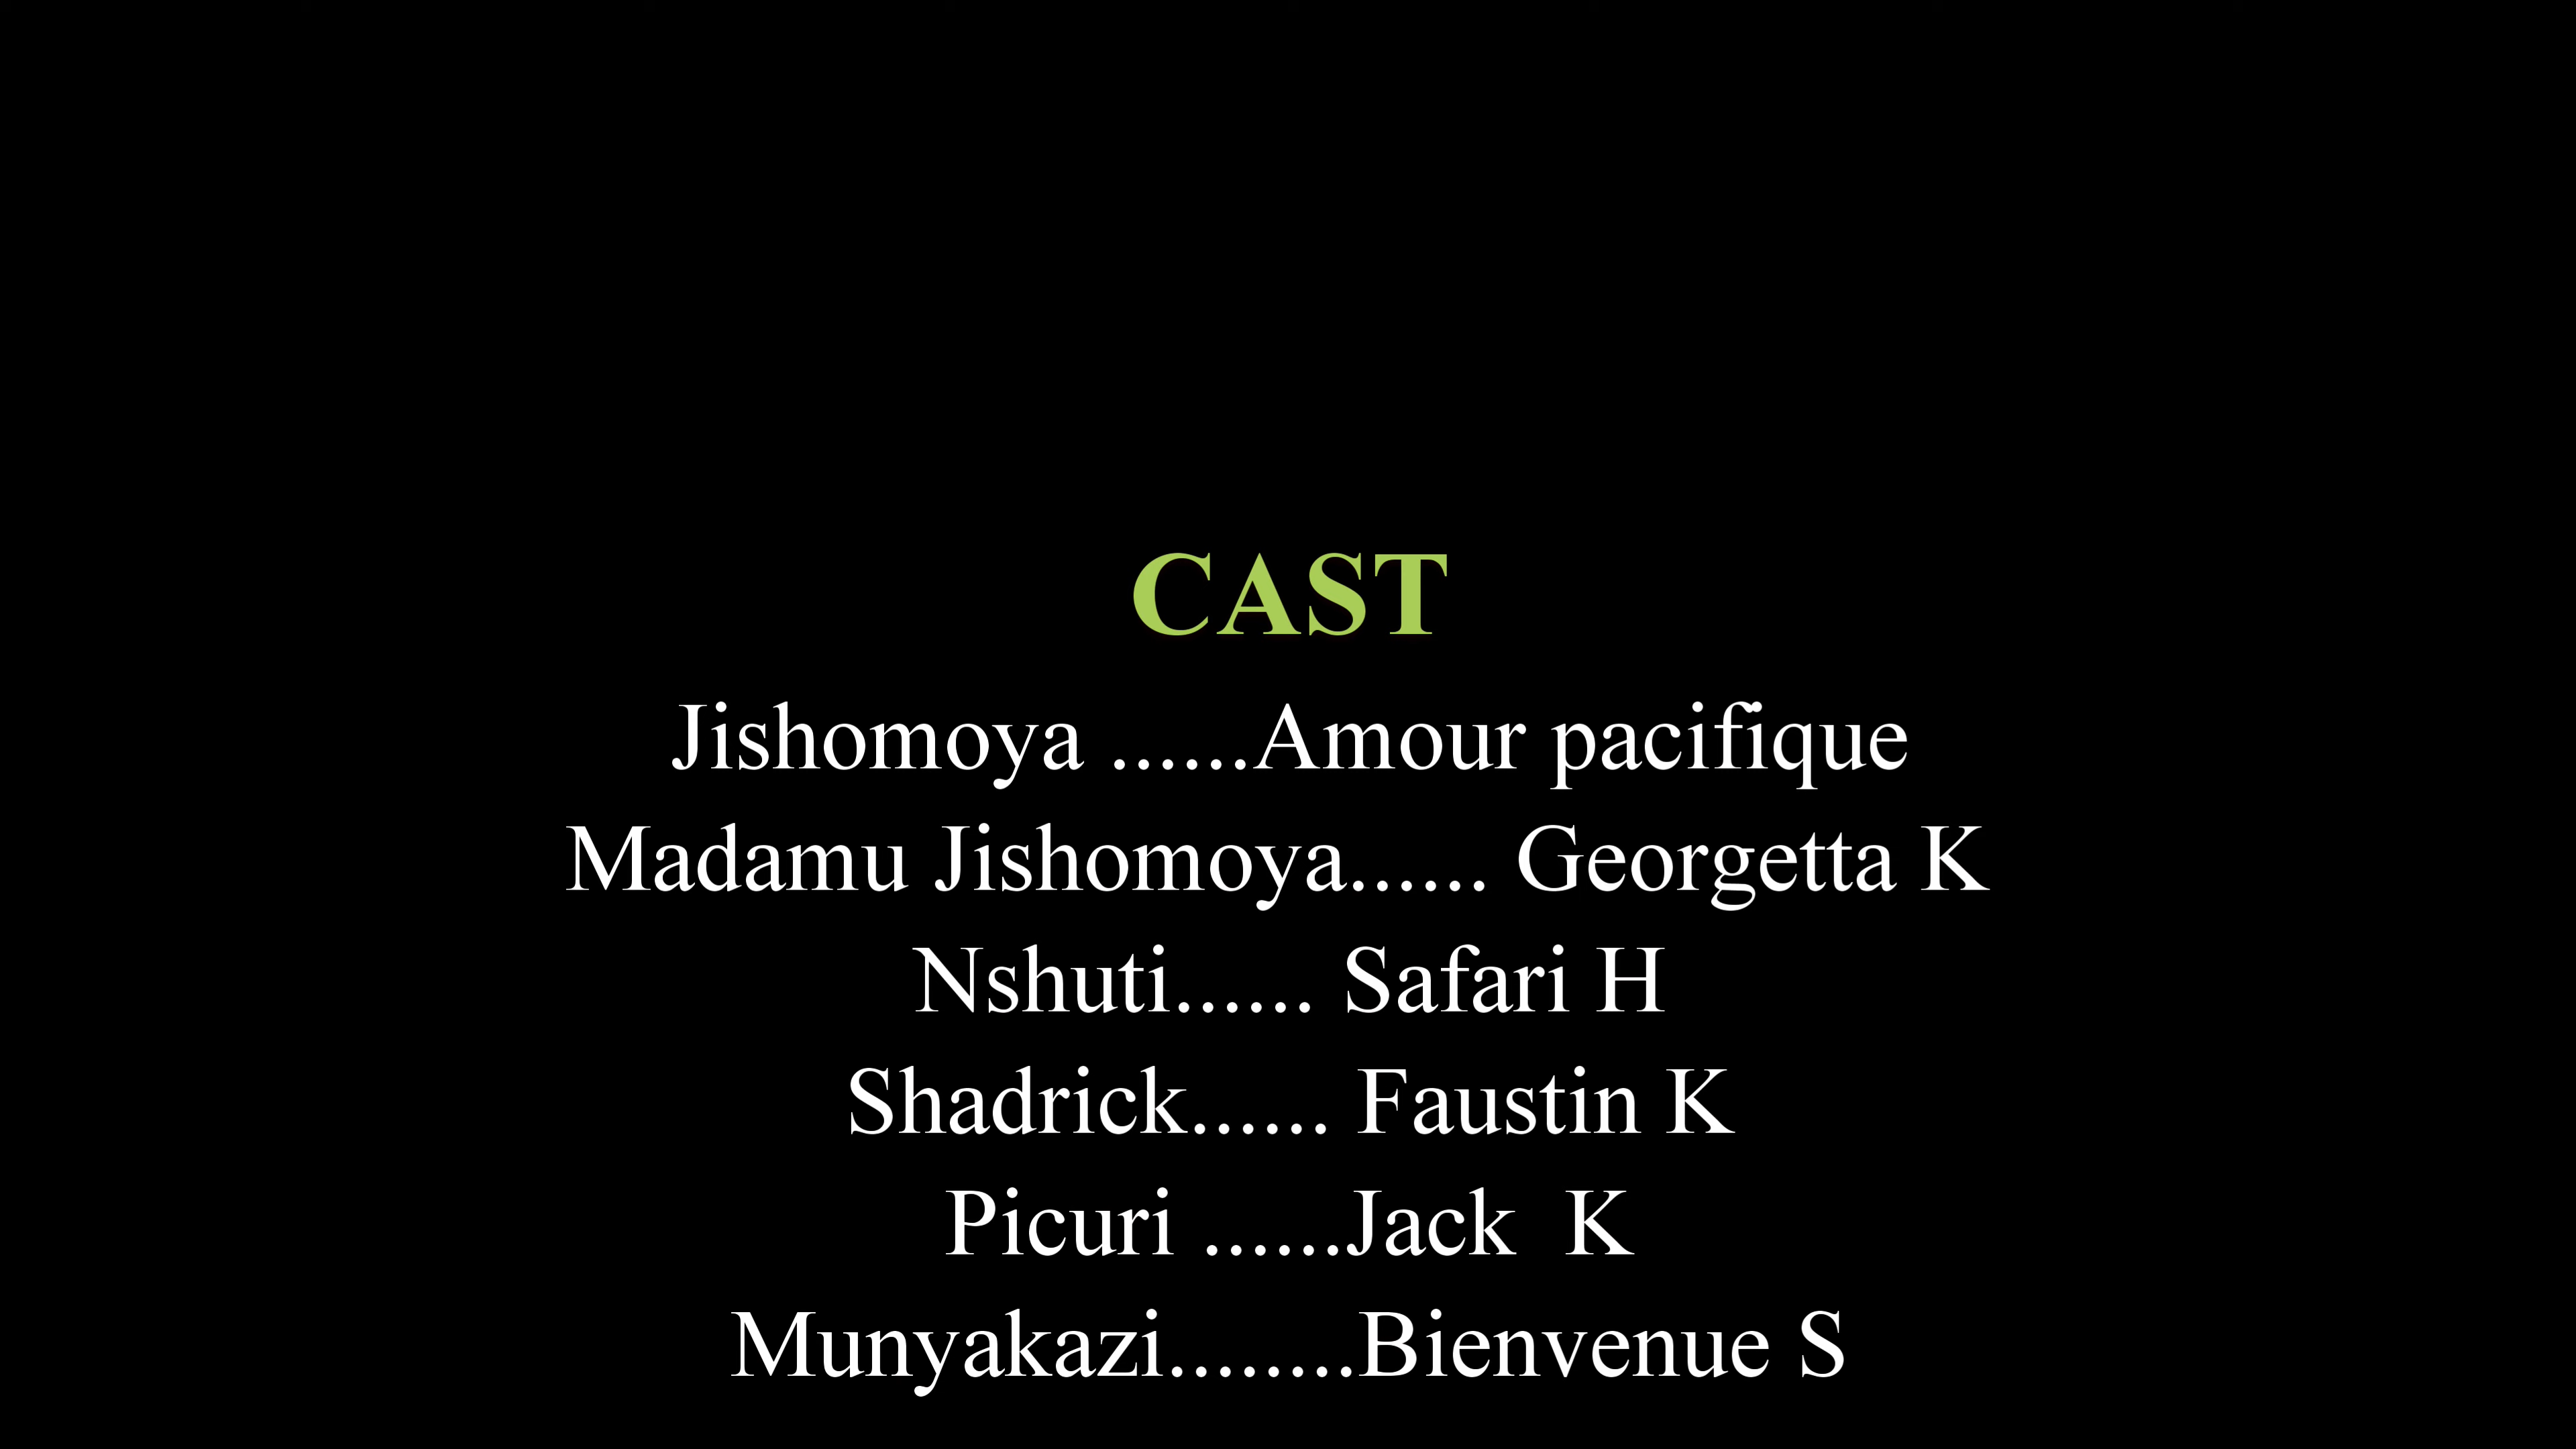 CAST
Jishomoya ......Amour pacifique
Madamu Jishomoya...... Georgetta K
Nshuti...... Safari H
Shadrick...... Faustin K
Picuri ......Jack  K
Munyakazi........Bienvenue S